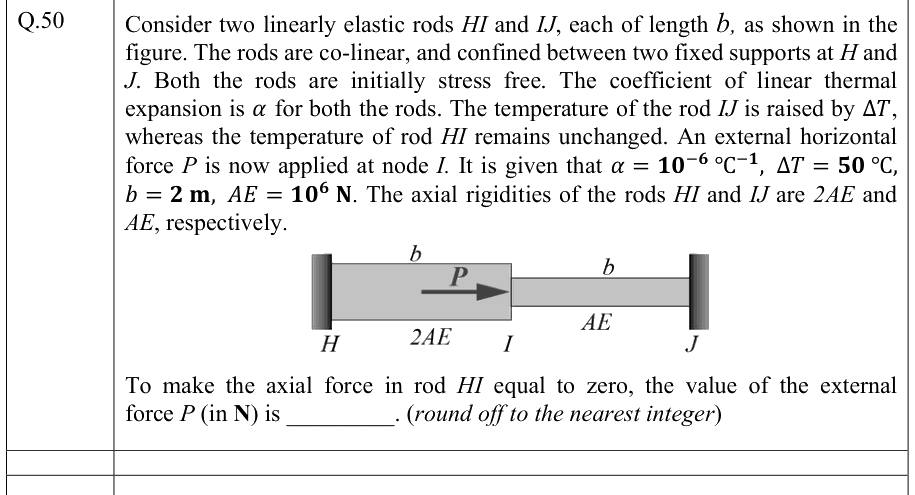 Q.50
Consider two linearly elastic rods HI and IJ, each of length b, as shown in the
figure. The rods are co-linear, and confined between two fixed supports at H and
J. Both the rods are initially stress free. The coefficient of linear thermal
expansion is α for both the rods. The temperature of the rod IJ is raised by ΔT,
whereas the temperature of rod HI remains unchanged. An external horizontal
force P is now applied at node I. It is given that α = 10⁻⁶ °C⁻¹, ΔT = 50 °C,
b = 2 m, AE = 10⁶ N. The axial rigidities of the rods HI and IJ are 2AE and
AE, respectively.
b
b
P
AE
2AE
H
I
J
To make the axial force in rod HI equal to zero, the value of the external
force P (in N) is __________. (round off to the nearest integer)